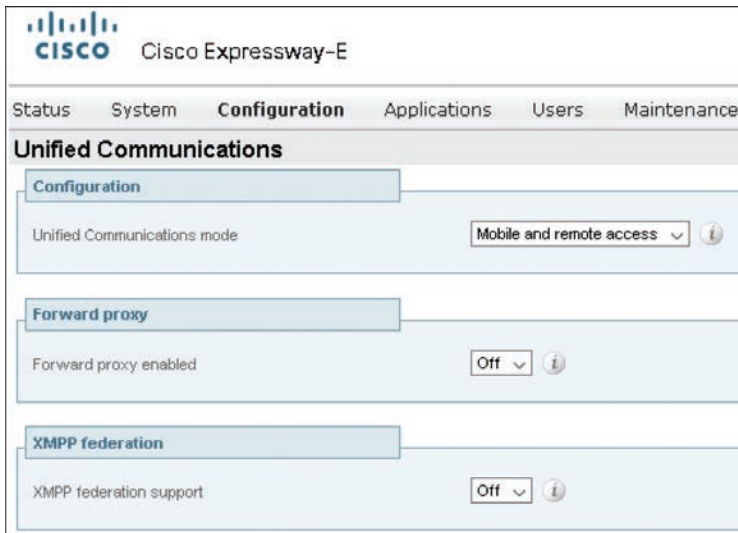 CISCO Cisco Expressway-E
Status System Configuration Applications Users Maintenance
Unified Communications
Configuration
Unified Communications mode Mobile and remote access i
Forward proxy
Forward proxy enabled Off i
XMPP federation
XMPP federation support Off i